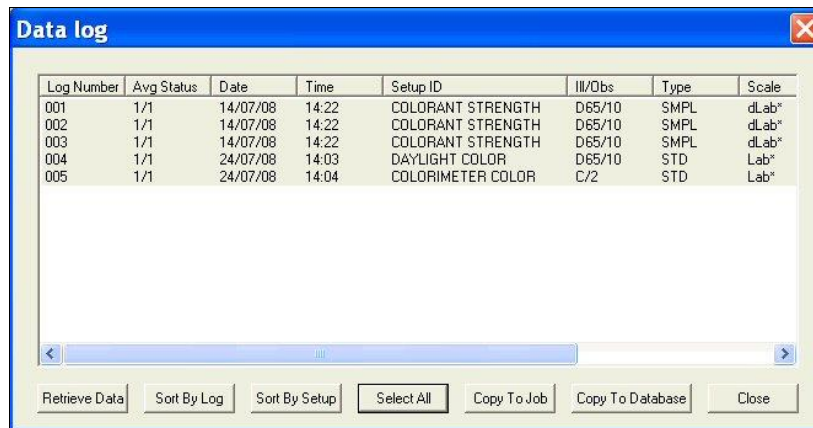 Data log
Log Number Avg Status Date Time Setup ID Ill/Obs Type Scale
001 1/1 14/07/08 14:22 COLORANT STRENGTH D65/10 SMPL dLab*
002 1/1 14/07/08 14:22 COLORANT STRENGTH D65/10 SMPL dLab*
003 1/1 14/07/08 14:22 COLORANT STRENGTH D65/10 SMPL dLab*
004 1/1 24/07/08 14:03 DAYLIGHT COLOR D65/10 STD Lab*
005 1/1 24/07/08 14:04 COLORIMETER COLOR C/2 STD Lab*
Retrieve Data Sort By Log Sort By Setup Select All Copy To Job Copy To Database Close